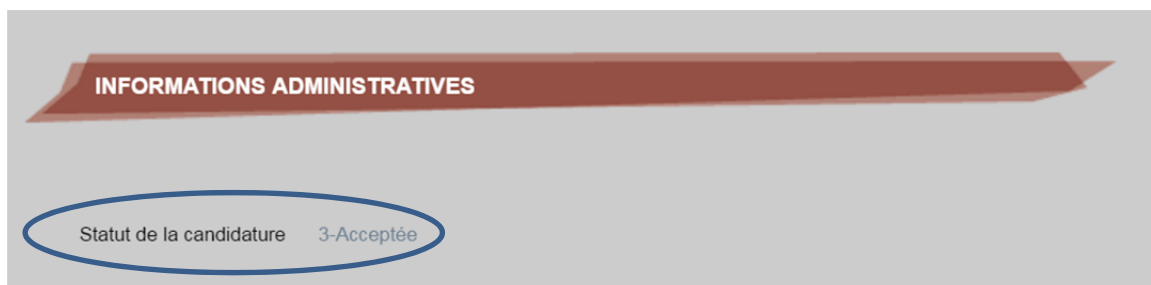 INFORMATIONS ADMINISTRATIVES
Statut de la candidature 3-Acceptée